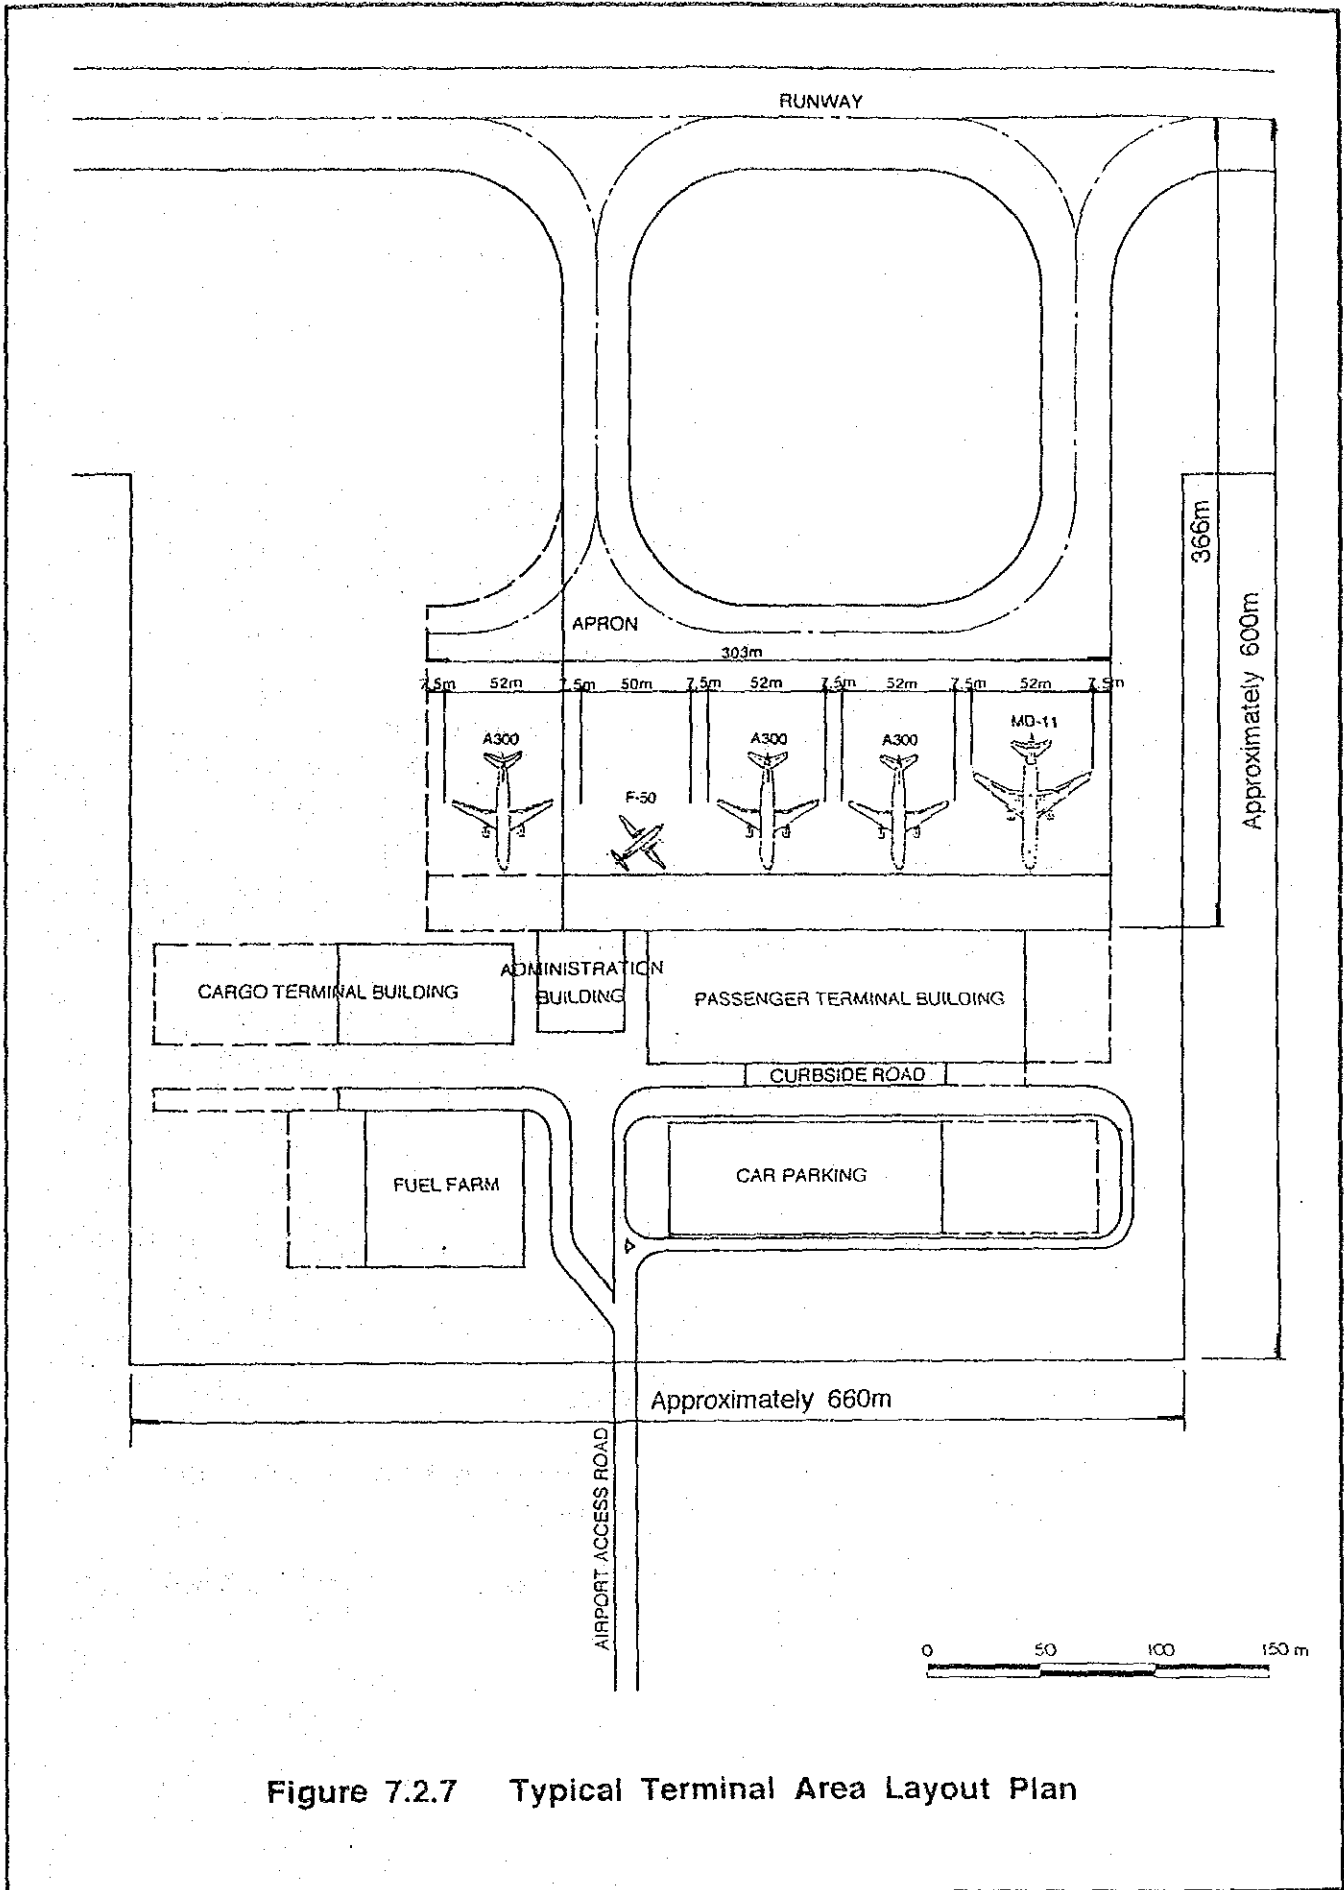 RUNWAY
366m
Approximately 600m
APRON
303m
7.5m 52m 7.5m 50m 7.5m 52m 7.5m 52m 7.5m 52m 7.5m
MD-11
A300 A300 A300
F-50
ADMINISTRATION
BUILDING
CARGO TERMINAL BUILDING
PASSENGER TERMINAL BUILDING
CURBSIDE ROAD
FUEL FARM
CAR PARKING
Approximately 660m
AIRPORT ACCESS ROAD
0 50 100 150 m
Figure 7.2.7 Typical Terminal Area Layout Plan